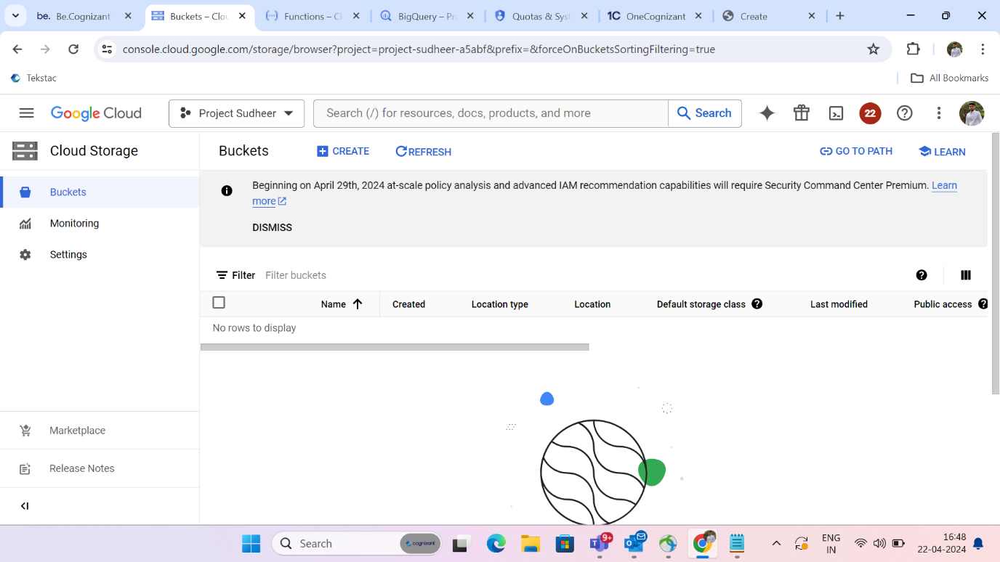 be. Be.Cognizant
Buckets – Clou
Functions – Cl
BigQuery – Pr
Quotas & Syst
1C OneCognizant
Create
console.cloud.google.com/storage/browser?project=project-sudheer-a5abf&prefix=&forceOnBucketsSortingFiltering=true
Tekstac
All Bookmarks
Google Cloud
Project Sudheer
Search (/) for resources, docs, products, and more
Search
22
Cloud Storage
Buckets
CREATE
REFRESH
GO TO PATH
LEARN
Buckets
Monitoring
Settings
Beginning on April 29th, 2024 at-scale policy analysis and advanced IAM recommendation capabilities will require Security Command Center Premium. Learn
more
DISMISS
Filter Filter buckets
Name Created Location type Location Default storage class Last modified Public access
No rows to display
Marketplace
Release Notes
Search
cognizant
9+
ENG
IN
16:48
22-04-2024